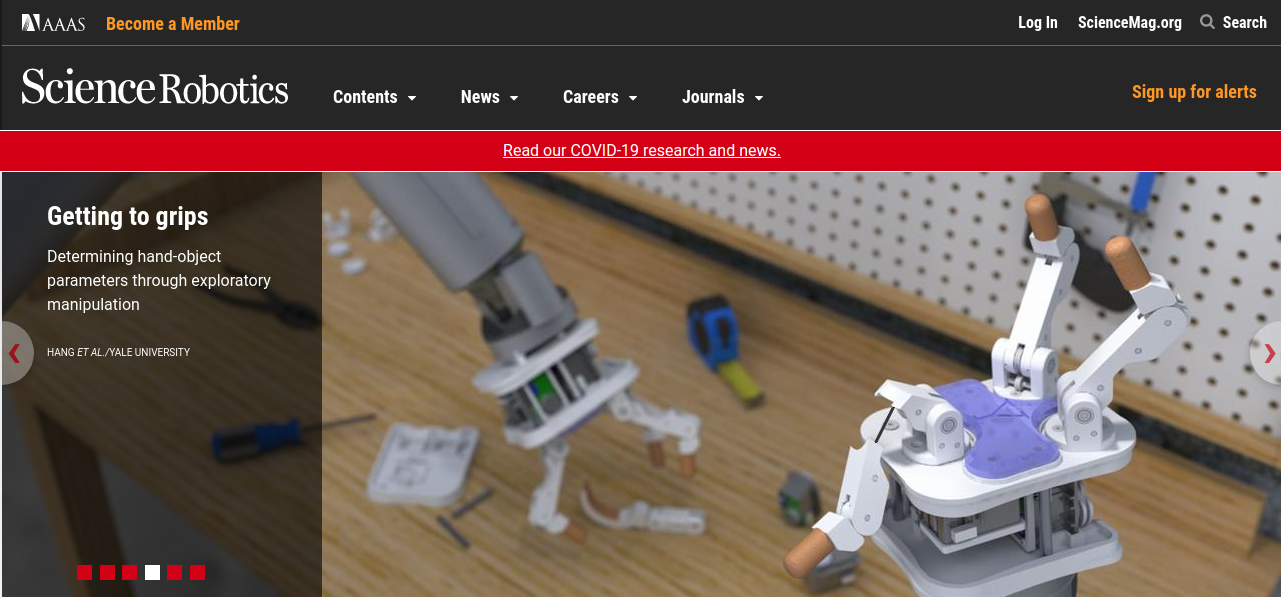 AAAS
Become a Member
Log In
ScienceMag.org
Search
Science Robotics
Contents
News
Careers
Journals
Sign up for alerts
Read our COVID-19 research and news.
Getting to grips
Determining hand-object
parameters through exploratory
manipulation
HANG ET AL./YALE UNIVERSITY